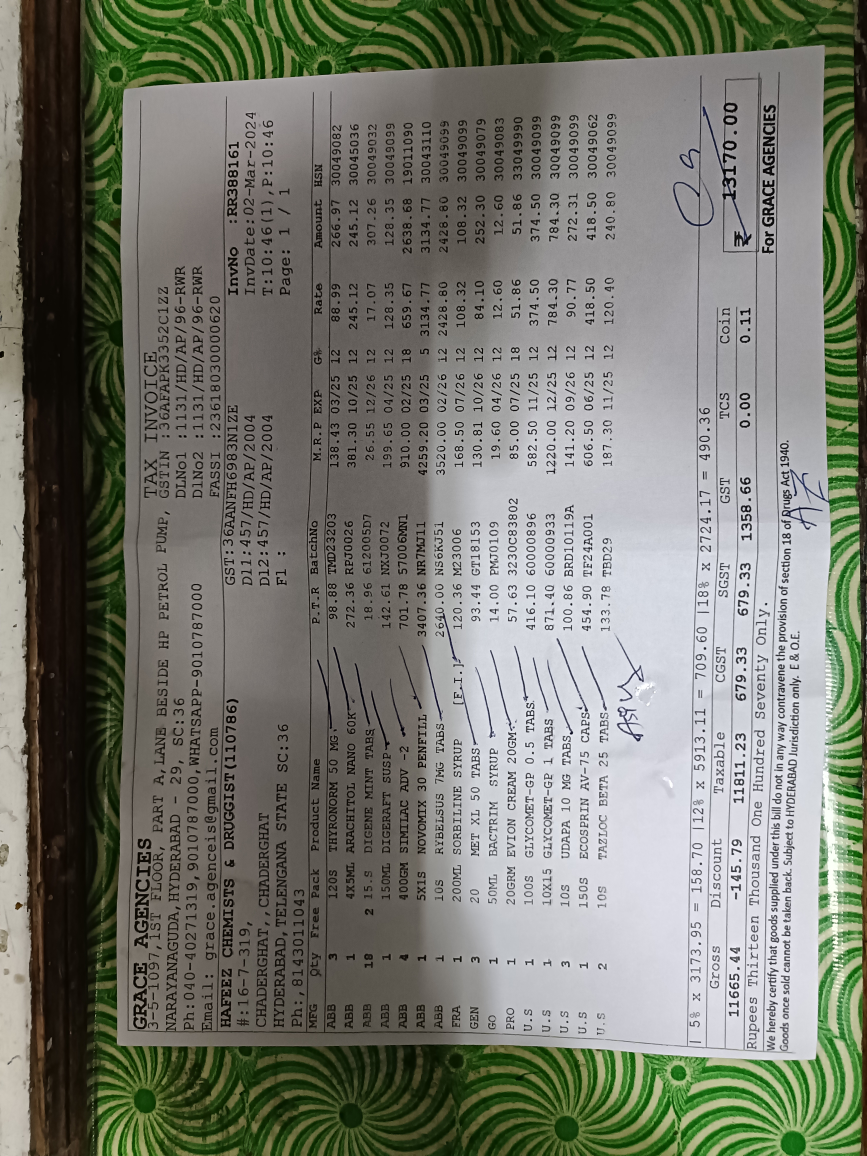 GRACE AGENCIES TAX INVOICE
3-5-1097,1ST FLOOR, PART A,LANE BESIDE HP PETROL PUMP, GSTIN :36AFAPK3352C1ZZ
NARAYANAGUDA,HYDERABAD - 29, SC:36 DlNo1 :1131/HD/AP/96-RWR
Ph:040-40271319,9010787000,WHATSAPP-9010787000 DlNo2 :1131/HD/AP/96-RWR
Email: grace.agenceis@gmail.com FASSI :23618030000620
HAFEEZ CHEMISTS & DRUGGIST(110786) GST:36AANFH6983N1ZE InvNo :RR388161
#:16-7-319, Dl1:457/HD/AP/2004 InvDate:02-Mar-2024
CHADERGHAT,,CHADERGHAT Dl2:457/HD/AP/2004 T:10:46(1),P:10:46
HYDERABAD,TELENGANA STATE SC:36 Fl : Page: 1 / 1
Ph:,8143011043
MFG Qty Free Pack Product Name P.T.R BatchNo M.R.P EXP G% Rate Amount HSN
ABB 3 120S THYRONORM 50 MG 98.88 TMD23203 138.43 03/25 12 88.99 266.97 30049082
ABB 1 4X5ML ARACHITOL NANO 60K 272.36 RPJ0026 381.30 10/25 12 245.12 245.12 30045036
ABB 18 2 15.S DIGENE MINT TABS 18.96 612005D7 26.55 12/26 12 17.07 307.26 30049032
ABB 1 150ML DIGERAFT SUSP 142.61 NXJ0072 199.65 04/25 12 128.35 128.35 30049099
ABB 4 400GM SIMILAC ADV -2 701.78 57006MN1 910.00 02/25 18 659.67 2638.68 19011090
ABB 1 5X1S NOVOMIX 30 PENFILL 3407.36 NR7MJ11 4259.20 03/25 5 3134.77 3134.77 30043110
ABB 1 10S RYBELSUS 7MG TABS 2640.00 NS6KJ51 3520.00 02/26 12 2428.80 2428.80 30049099
FRA 1 200ML SORBILINE SYRUP [F.I.] 120.36 M23006 168.50 07/26 12 108.32 108.32 30049099
GEN 3 20 MET XL 50 TABS 93.44 GT18153 130.81 10/26 12 84.10 252.30 30049079
GO 1 50ML BACTRIM SYRUP 14.00 PMJ0109 19.60 04/26 12 12.60 12.60 30049083
PRO 1 20GRM EVION CREAM 20GM 57.63 3230C83802 85.00 07/25 18 51.86 51.86 33049990
U.S 1 100S GLYCOMET-GP 0.5 TABS 416.10 60000896 582.50 11/25 12 374.50 374.50 30049099
U.S 1 10X15 GLYCOMET-GP 1 TABS 871.40 60000933 1220.00 12/25 12 784.30 784.30 30049099
U.S 3 10S UDAPA 10 MG TABS 100.86 BRD10119A 141.20 09/26 12 90.77 272.31 30049099
U.S 1 150S ECOSPRIN AV-75 CAPS 454.90 TF24A001 606.50 06/25 12 418.50 418.50 30049062
U.S 2 10S TAZLOC BETA 25 TABS 133.78 TBD29 187.30 11/25 12 120.40 240.80 30049099
| 5% x 3173.95 = 158.70 |12% x 5913.11 = 709.60 |18% x 2724.17 = 490.36
Gross Discount Taxable CGST SGST GST TCS Coin
11665.44 -145.79 11811.23 679.33 679.33 1358.66 0.00 0.11 ₹ 13170.00
Rupees Thirteen Thousand One Hundred Seventy Only. For GRACE AGENCIES
We hereby certify that goods supplied under this bill do not in any way contravene the provision of section 18 of Drugs Act 1940.
Goods once sold cannot be taken back. Subject to HYDERABAD Jurisdiction only. E & O.E.